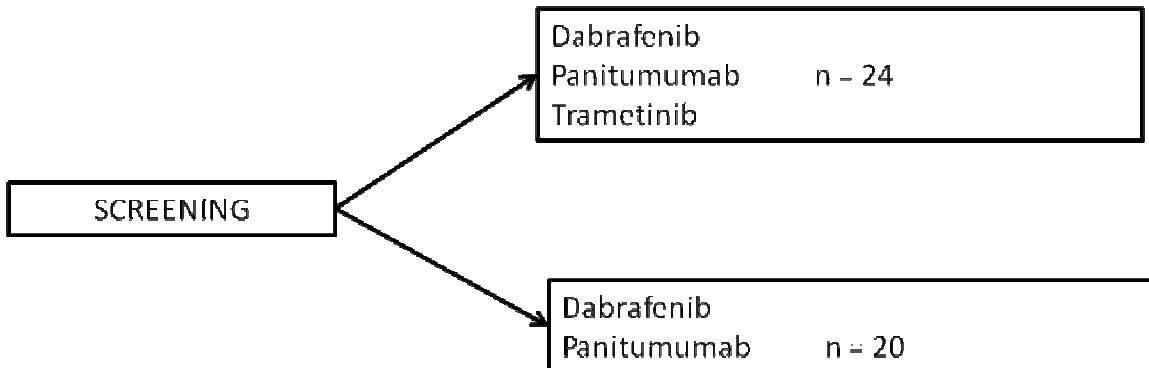 Dabrafenib
Panitumumab n = 24
Trametinib
SCREENING
Dabrafenib
Panitumumab n = 20